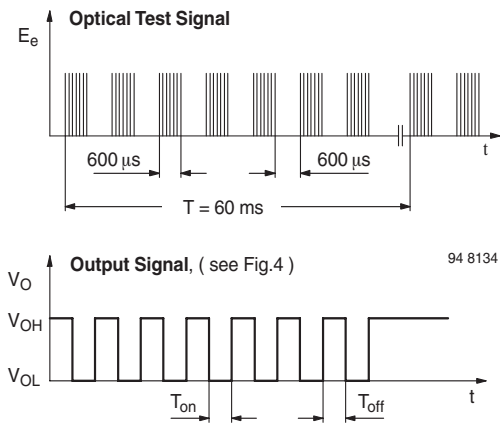 Optical Test Signal
E_e
600 μs
600 μs
t
T = 60 ms
Output Signal, ( see Fig.4 )
94 8134
V_O
V_OH
V_OL
T_on
T_off
t